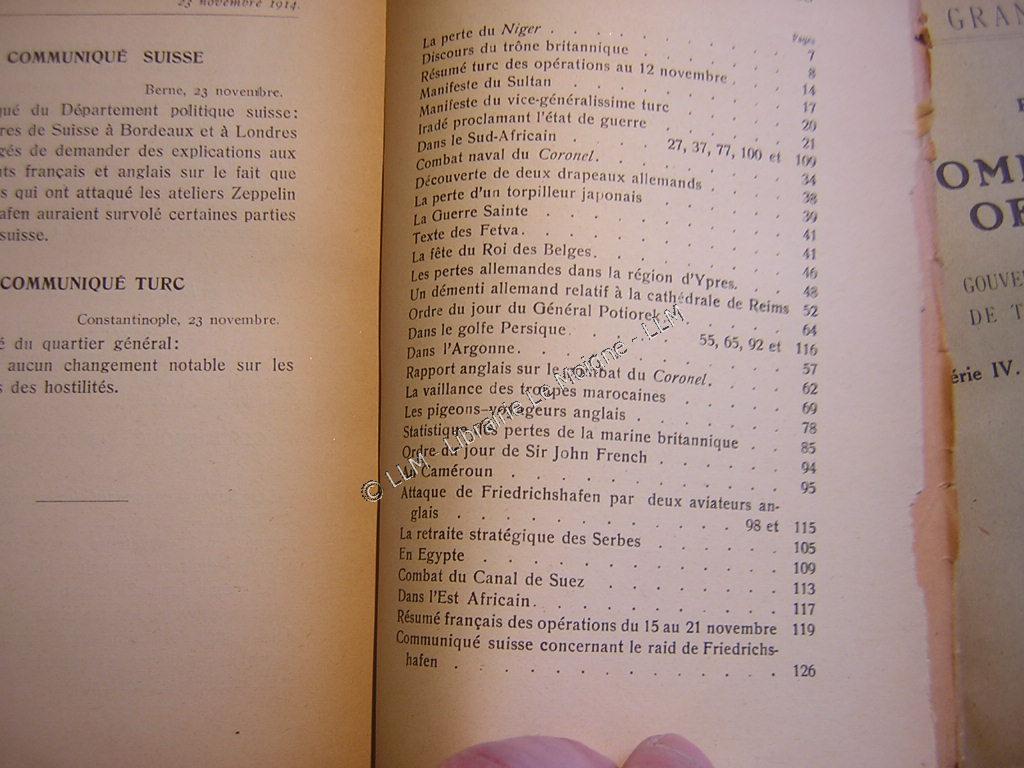 23 novembre 1914.
COMMUNIQUÉ SUISSE
Berne, 23 novembre.
qué du Département politique suisse:
res de Suisse à Bordeaux et à Londres
gés de demander des explications aux
nts français et anglais sur le fait que
s qui ont attaqué les ateliers Zeppelin
afen auraient survolé certaines parties
suisse.
COMMUNIQUÉ TURC
Constantinople, 23 novembre.
é du quartier général:
aucun changement notable sur les
s des hostilités.
Pages
La perte du Niger . . . . . . . . . 7
Discours du trône britannique . . . . . . 8
Résumé turc des opérations au 12 novembre . . . 14
Manifeste du Sultan . . . . . . . . 17
Manifeste du vice-généralissime turc . . . . . 20
Iradé proclamant l'état de guerre . . . . . 21
Dans le Sud-Africain . . . . 27, 37, 77, 100 et 109
Combat naval du Coronel. . . . . . . . 34
Découverte de deux drapeaux allemands . . . . 38
La perte d'un torpilleur japonais . . . . . 39
La Guerre Sainte . . . . . . . . . 41
Texte des Fetva. . . . . . . . . . 41
La fête du Roi des Belges. . . . . . . . 46
Les pertes allemandes dans la région d'Ypres. . . 48
Un démenti allemand relatif à la cathédrale de Reims 52
Ordre du jour du Général Potiorek . . . . . 64
Dans le golfe Persique. . . . . 55, 65, 92 et 116
Dans l'Argonne. . . . . . . . . . 57
Rapport anglais sur le combat du Coronel. . . . 62
La vaillance des troupes marocaines . . . . . 69
Les pigeons-voyageurs anglais . . . . . . 78
Statistique des pertes de la marine britannique . . 85
Ordre du jour de Sir John French . . . . . 94
La Caméroun . . . . . . . . . . 95
Attaque de Friedrichshafen par deux aviateurs an-
glais . . . . . . . . . 98 et 115
La retraite stratégique des Serbes . . . . . 105
En Egypte . . . . . . . . . . 109
Combat du Canal de Suez . . . . . . . 113
Dans l'Est Africain. . . . . . . . . 117
Résumé français des opérations du 15 au 21 novembre 119
Communiqué suisse concernant le raid de Friedrichs-
hafen . . . . . . . . . . . 126
© LLM - Librairie Le Moigne - LLM
GRAN
OMM
OF
GOUVE
DE T
érie IV.